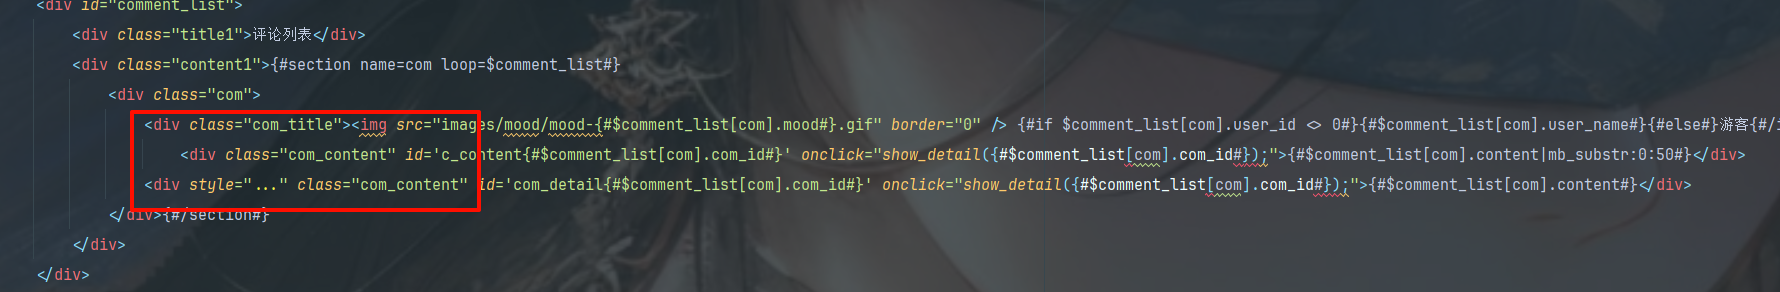 <div id="comment_list">
<div class="title1">评论列表</div>
<div class="content1">{#section name=com loop=$comment_list#}
<div class="com">
<div class="com_title"><img src="images/mood/mood-{#$comment_list[com].mood#}.gif" border="0" /> {#if $comment_list[com].user_id <> 0#}{#$comment_list[com].user_name#}{#else#}游客{#/i
<div class="com_content" id='c_content{#$comment_list[com].com_id#}' onclick="show_detail({#$comment_list[com].com_id#});">{#$comment_list[com].content|mb_substr:0:50#}</div>
<div style="..." class="com_content" id='com_detail{#$comment_list[com].com_id#}' onclick="show_detail({#$comment_list[com].com_id#});">{#$comment_list[com].content#}</div>
</div>{#/section#}
</div>
</div>